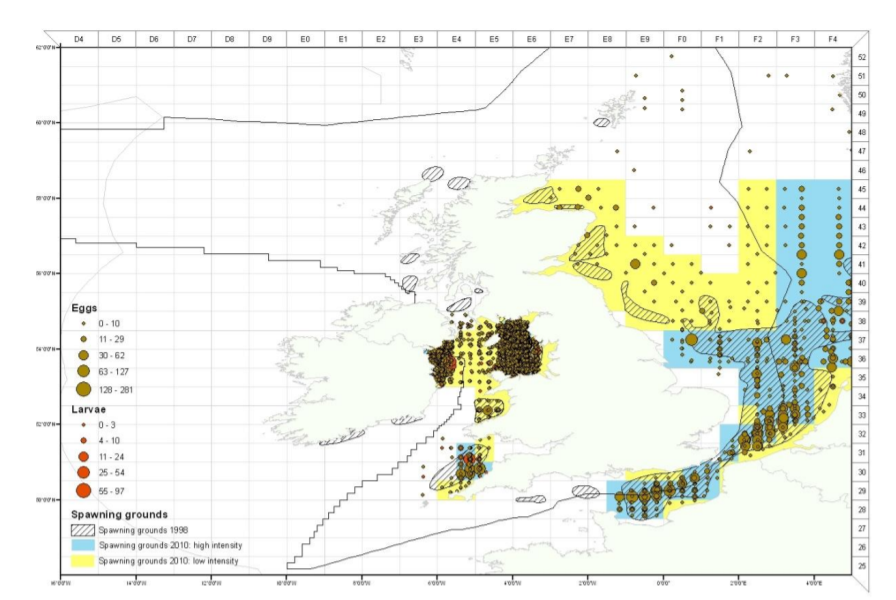 D4 D5 D6 D7 D8 D9 E0 E1 E2 E3 E4 E5 E6 E7 E8 E9 F0 F1 F2 F3 F4
52
51
50
49
48
47
46
45
44
43
42
41
40
39
38
37
36
35
34
33
32
31
30
29
28
27
26
25
Eggs
0 - 10
11 - 29
30 - 62
63 - 127
128 - 281
Larvae
0 - 3
4 - 10
11 - 24
25 - 54
55 - 97
Spawning grounds
Spawning grounds 1998
Spawning grounds 2010: high intensity
Spawning grounds 2010: low intensity